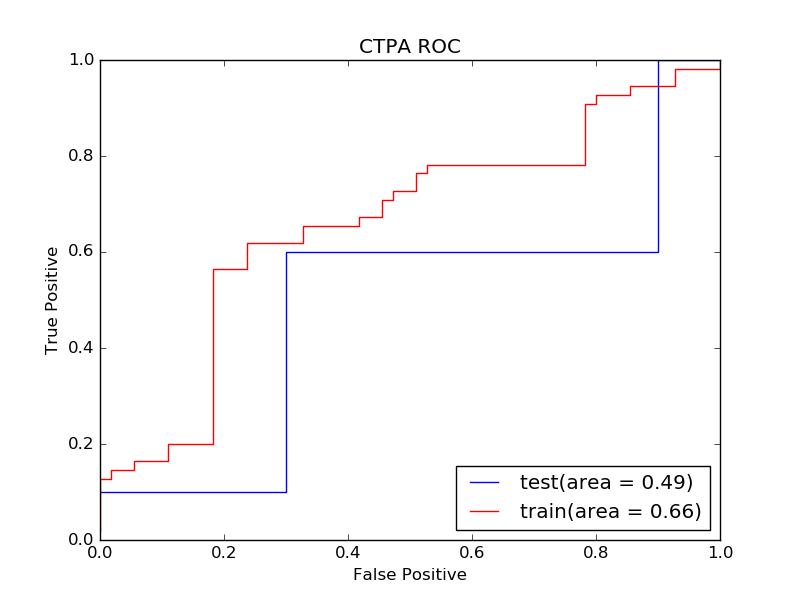 CTPA ROC
1.0
0.8
0.6
0.4
0.2
0.0
True Positive
0.0 0.2 0.4 0.6 0.8 1.0
False Positive
test(area = 0.49)
train(area = 0.66)